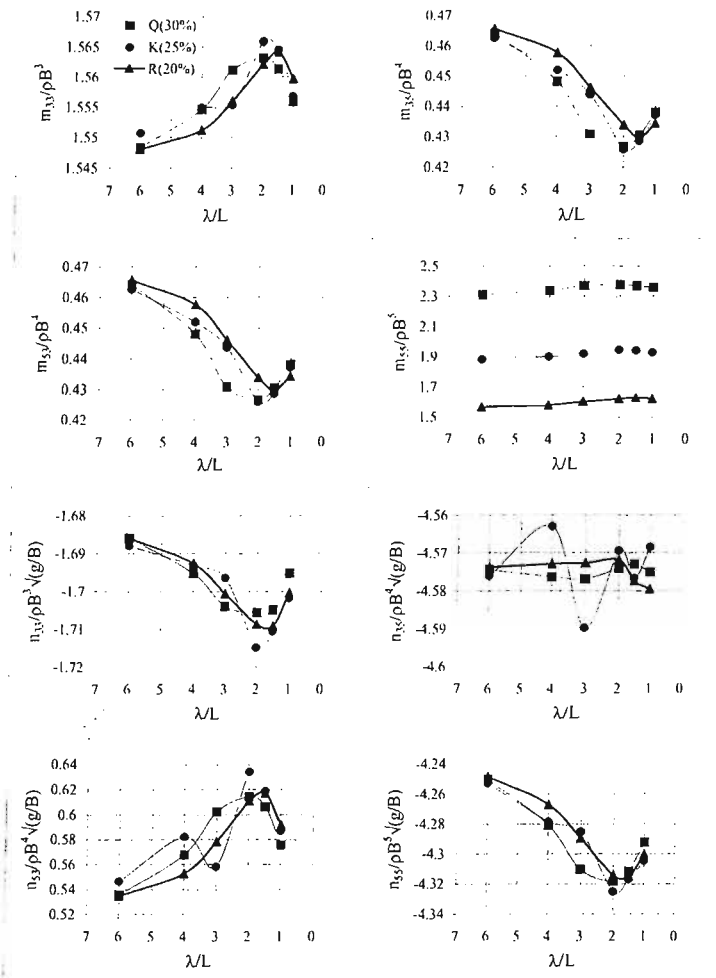 m33/ρB³
1.57
1.565
1.56
1.555
1.55
1.545
Q(30%)
K(25%)
R(20%)
7 6 5 4 3 2 1 0
λ/L
m33/ρB⁴
0.47
0.46
0.45
0.44
0.43
0.42
7 6 5 4 3 2 1 0
λ/L
m53/ρB⁴
0.47
0.46
0.45
0.44
0.43
0.42
7 6 5 4 3 2 1 0
λ/L
m55/ρB⁵
2.5
2.3
2.1
1.9
1.7
1.5
7 6 5 4 3 2 1 0
λ/L
n33/ρB³√(g/B)
-1.68
-1.69
-1.7
-1.71
-1.72
7 6 5 4 3 2 1 0
λ/L
n35/ρB⁴√(g/B)
-4.56
-4.57
-4.58
-4.59
-4.6
7 6 5 4 3 2 1 0
λ/L
n53/ρB⁴√(g/B)
0.64
0.62
0.6
0.58
0.56
0.54
0.52
7 6 5 4 3 2 1 0
λ/L
n55/ρB⁵√(g/B)
-4.24
-4.26
-4.28
-4.3
-4.32
-4.34
7 6 5 4 3 2 1 0
λ/L